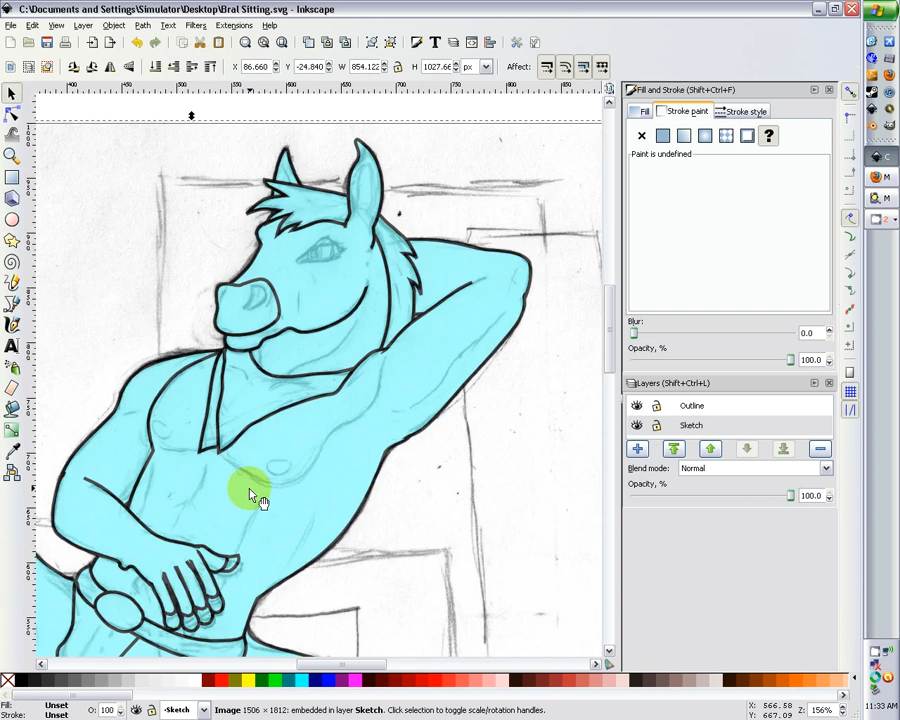 C:\Documents and Settings\Simulator\Desktop\Bral Sitting.svg - Inkscape
File Edit View Layer Object Path Text Filters Extensions Help
X 86.660 Y -24.840 W 854.122 H 1027.66 px Affect:
Fill and Stroke (Shift+Ctrl+F)
Fill Stroke paint Stroke style
?
Paint is undefined
Blur:
0.0
Opacity, %
100.0
Layers (Shift+Ctrl+L)
Outline
Sketch
Blend mode: Normal
Opacity, %
100.0
C
M
M
2
Fill: Unset
Stroke: Unset
O: 100
Sketch
Image 1506 × 1812: embedded in layer Sketch. Click selection to toggle scale/rotation handles.
X: 566.58
Y: 667.09
Z: 156%
11:33 AM